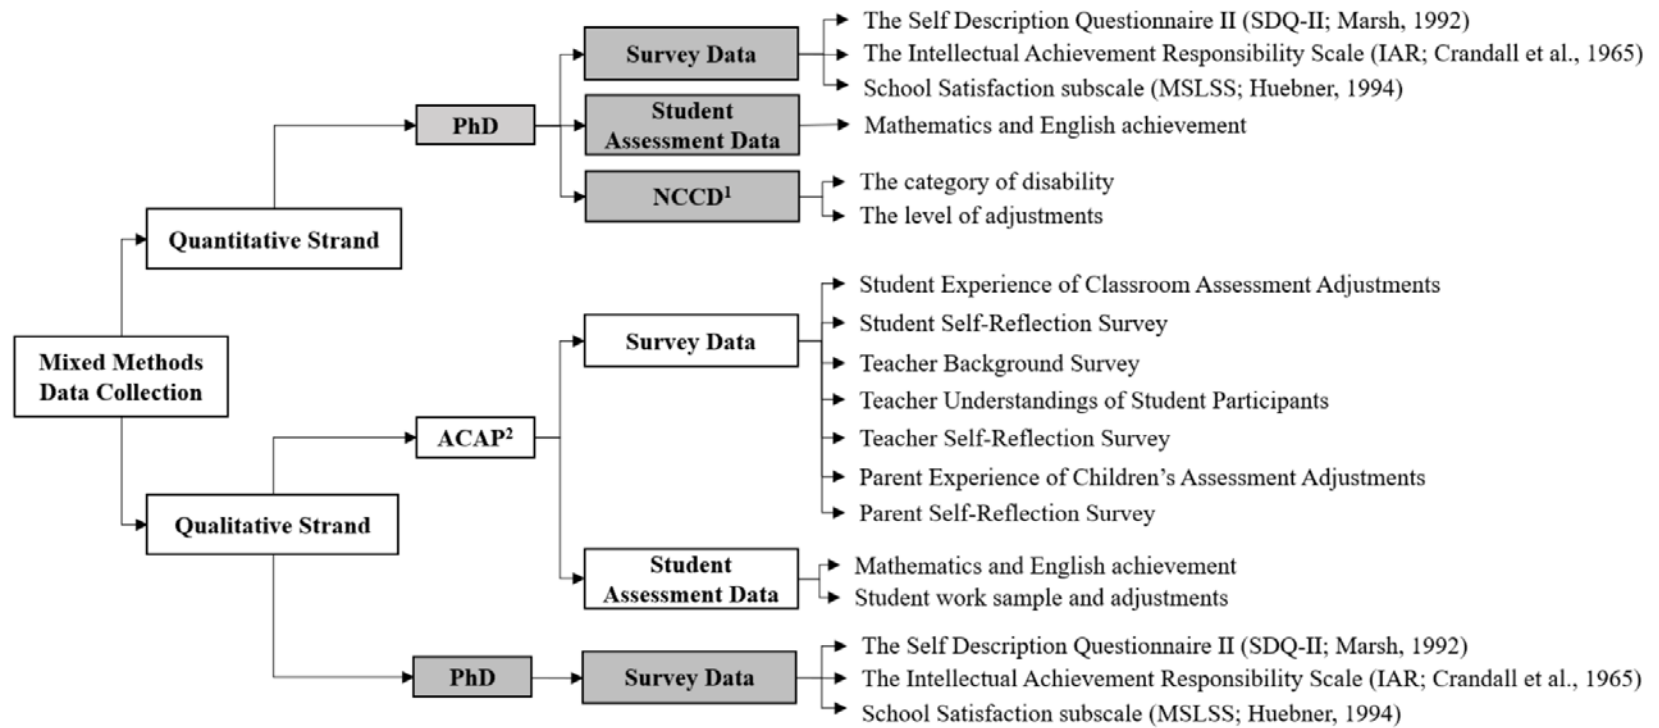 Mixed Methods
Data Collection
Quantitative Strand
PhD
Survey Data
The Self Description Questionnaire II (SDQ-II; Marsh, 1992)
The Intellectual Achievement Responsibility Scale (IAR; Crandall et al., 1965)
School Satisfaction subscale (MSLSS; Huebner, 1994)
Student
Assessment Data
Mathematics and English achievement
NCCD¹
The category of disability
The level of adjustments
Qualitative Strand
ACAP²
Survey Data
Student Experience of Classroom Assessment Adjustments
Student Self-Reflection Survey
Teacher Background Survey
Teacher Understandings of Student Participants
Teacher Self-Reflection Survey
Parent Experience of Children’s Assessment Adjustments
Parent Self-Reflection Survey
Student
Assessment Data
Mathematics and English achievement
Student work sample and adjustments
PhD
Survey Data
The Self Description Questionnaire II (SDQ-II; Marsh, 1992)
The Intellectual Achievement Responsibility Scale (IAR; Crandall et al., 1965)
School Satisfaction subscale (MSLSS; Huebner, 1994)